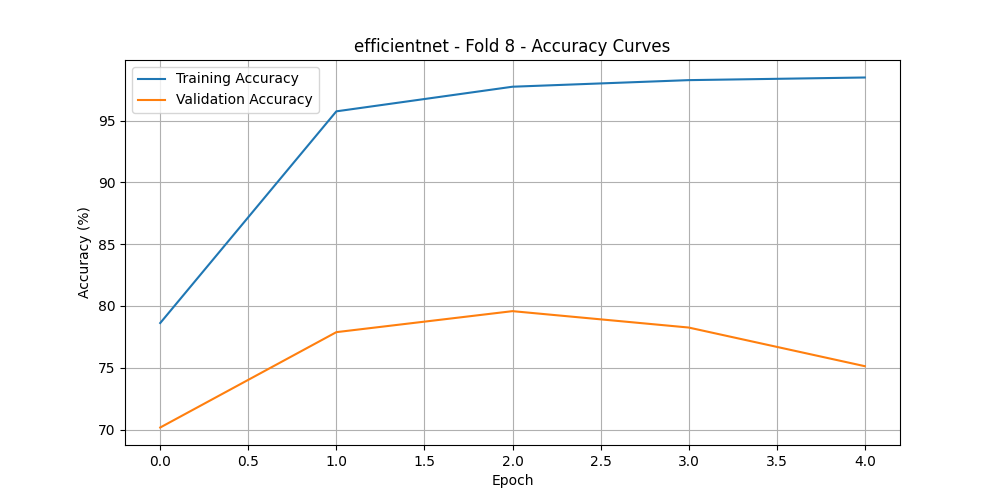 efficientnet - Fold 8 - Accuracy Curves
Training Accuracy
Validation Accuracy
Accuracy (%)
95
90
85
80
75
70
0.0 0.5 1.0 1.5 2.0 2.5 3.0 3.5 4.0
Epoch